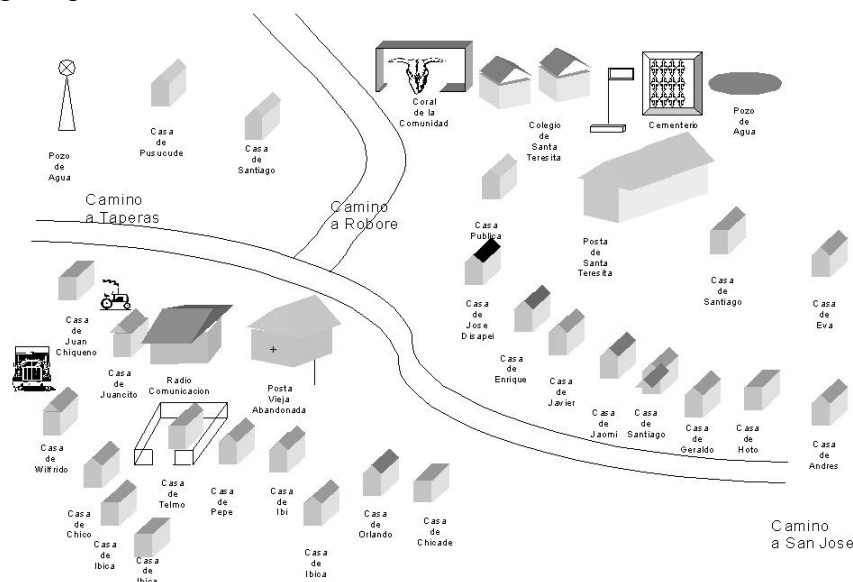 Pozo
de
Agua
Casa
de
Pusucude
Casa
de
Santiago
Coral
de la
Comunidad
Colegio
de
Santa
Teresita
Cementerio
Pozo
de
Agua
Camino
a Taperas
Camino
a Robore
Casa
Publica
Posta
de
Santa
Teresita
Casa
de
Santiago
Casa
de
Eva
Casa
de
Juan
Chiqueno
Casa
de
Juancito
Radio
Comunicacion
Posta
Vieja
Abandonada
Casa
de
Jose
Disapei
Casa
de
Enrique
Casa
de
Javier
Casa
de
Jaomi
Casa
de
Santiago
Casa
de
Geraldo
Casa
de
Hoto
Casa
de
Andres
Casa
de
Wilfrido
Casa
de
Chico
Casa
de
Ibica
Casa
de
Ibica
Casa
de
Telmo
Casa
de
Pepe
Casa
de
Ibi
Casa
de
Ibica
Casa
de
Orlando
Casa
de
Chicade
Camino
a San Jose